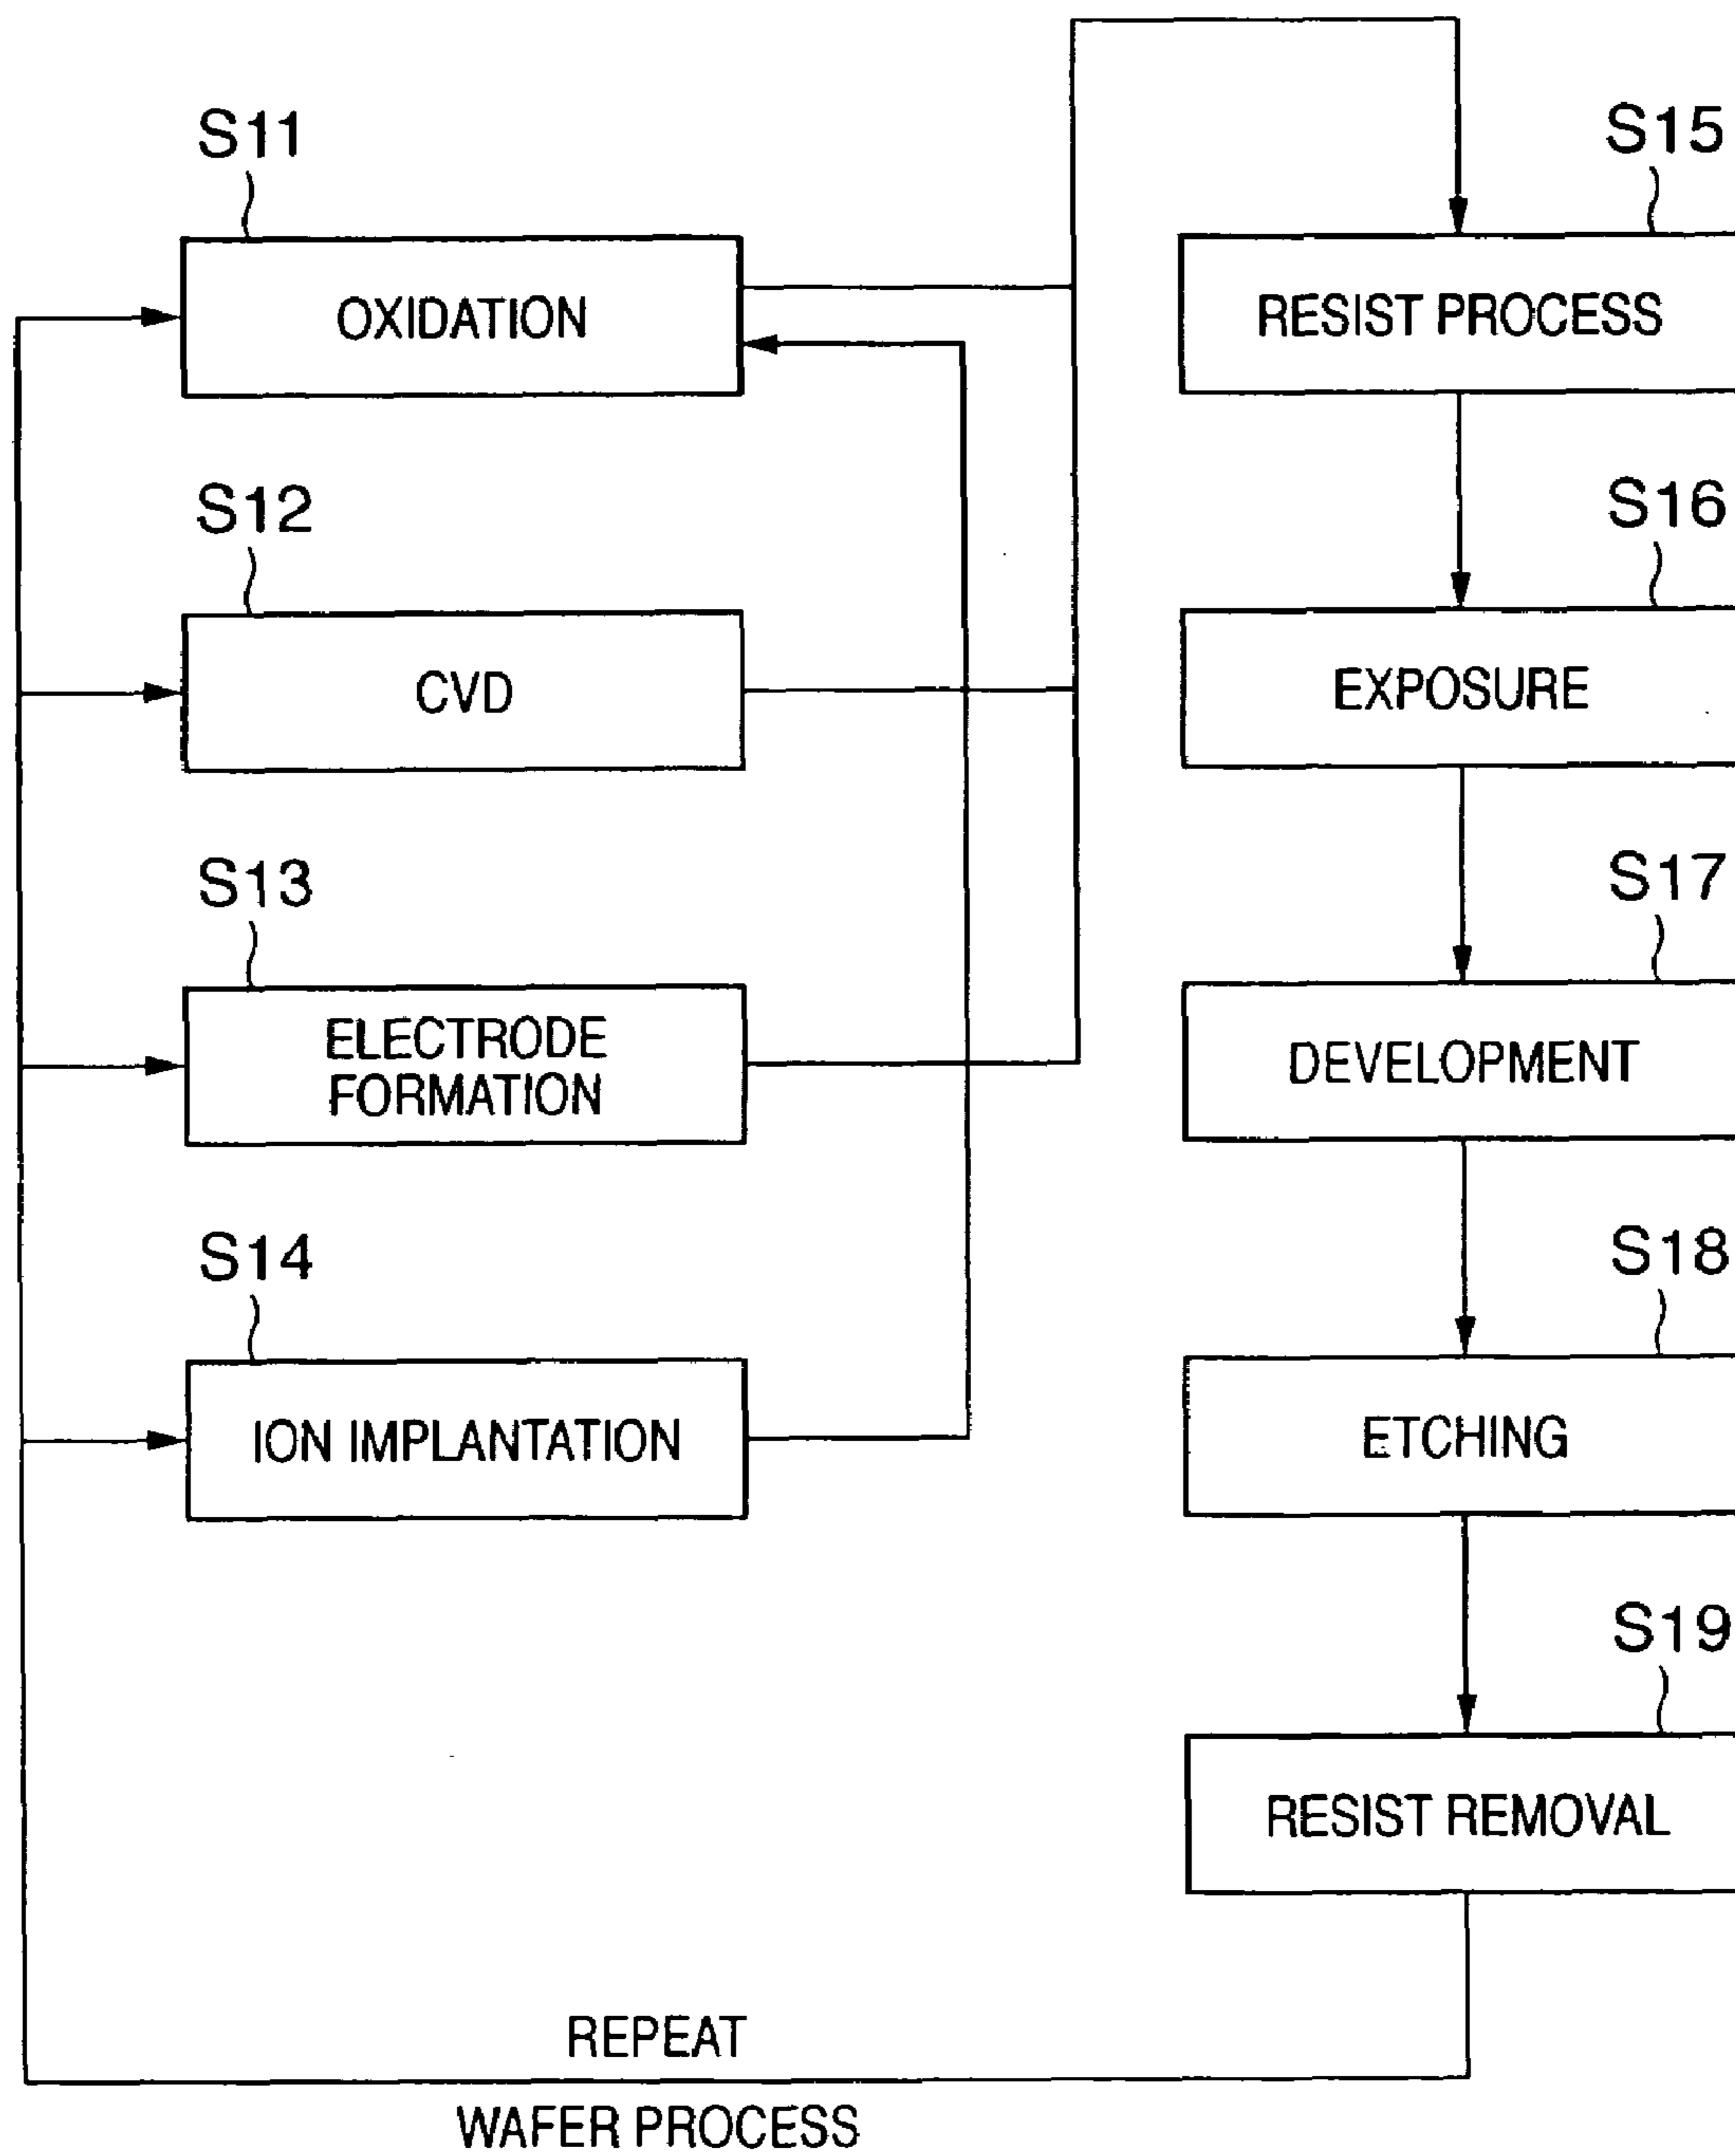 S11
OXIDATION
S12
CVD
S13
ELECTRODE
FORMATION
S14
ION IMPLANTATION
S15
RESIST PROCESS
S16
EXPOSURE
S17
DEVELOPMENT
S18
ETCHING
S19
RESIST REMOVAL
REPEAT
WAFER PROCESS